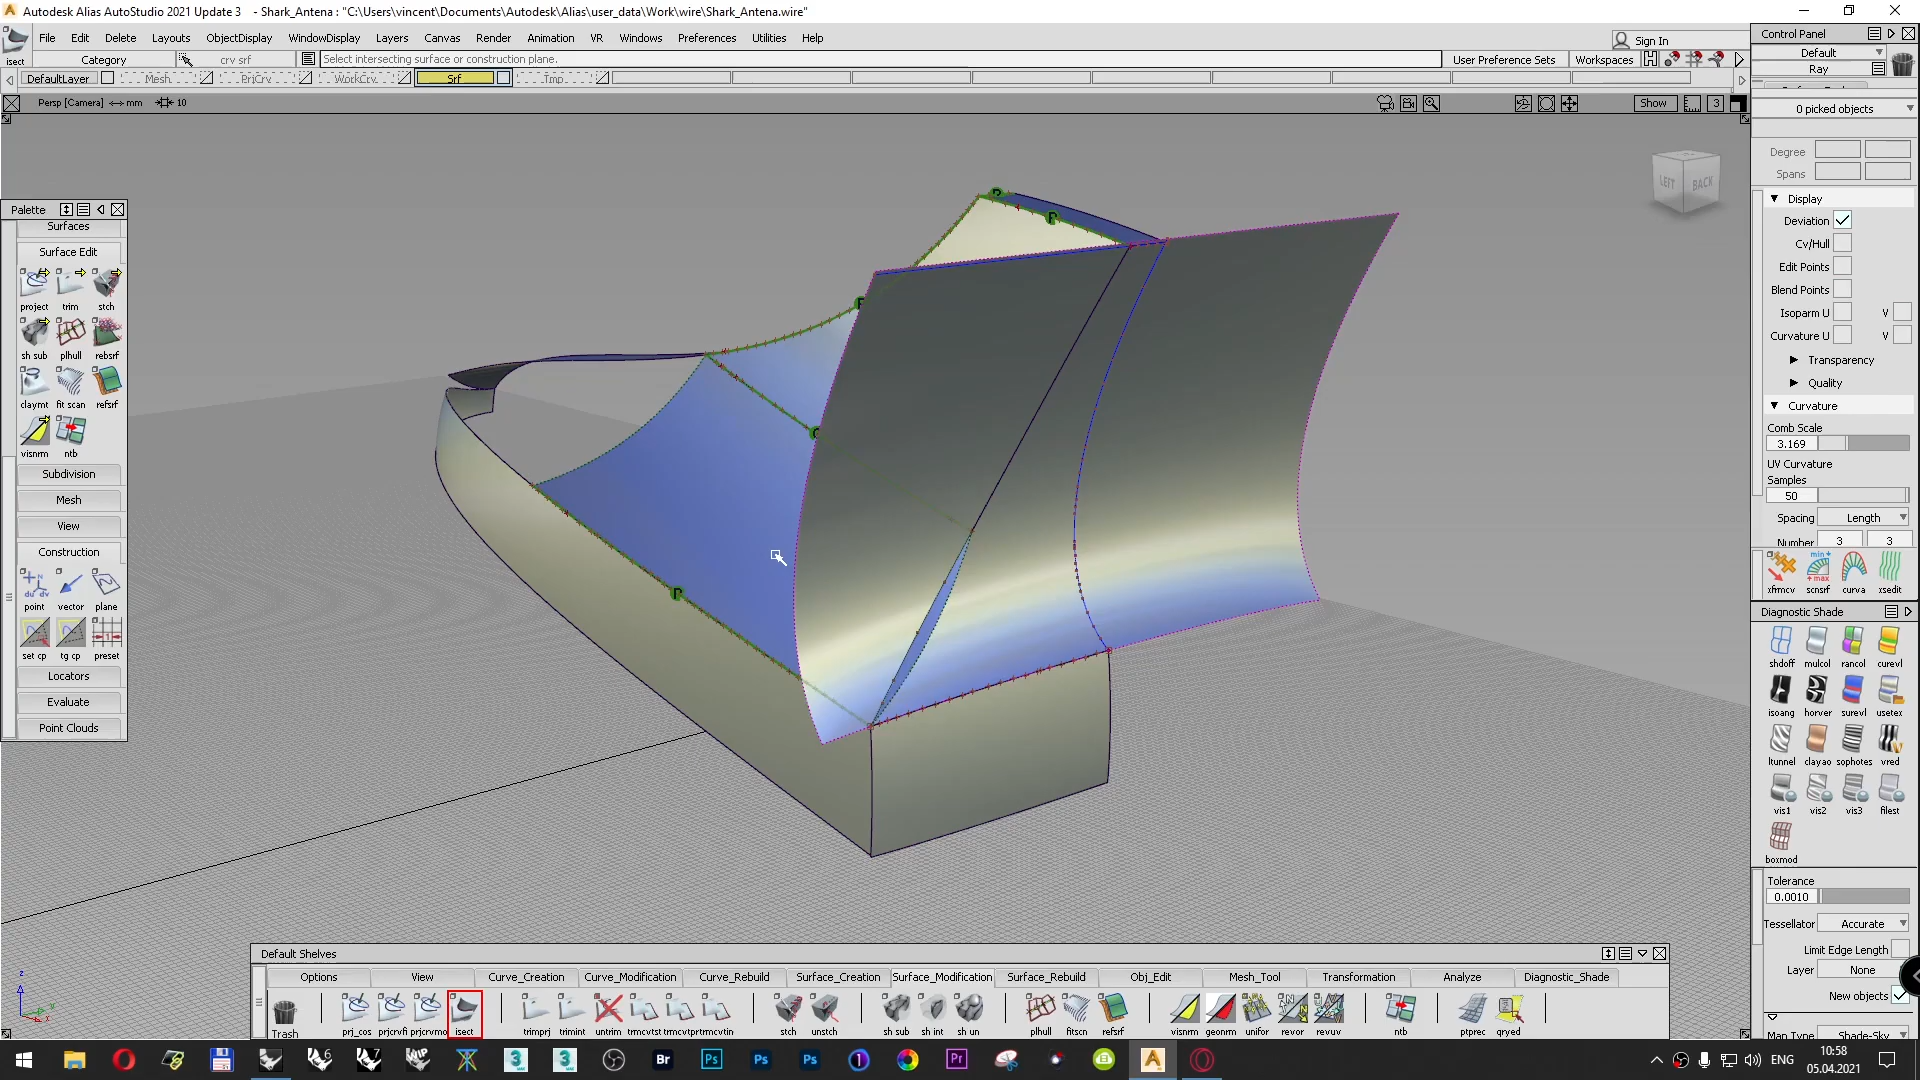 Autodesk Alias AutoStudio 2021 Update 3 - Shark_Antena : "C:\Users\vincent\Documents\Autodesk\Alias\user_data\Work\wire\Shark_Antena.wire"
File Edit Delete Layouts ObjectDisplay WindowDisplay Layers Canvas Render Animation VR Windows Preferences Utilities Help
Sign In
isect
Category
crv srf
Select intersecting surface or construction plane.
User Preference Sets
Workspaces
DefaultLayer
Mesh
PrjCrv
WorkCrv
Srf
Tmp
Persp [Camera] <-> mm
10
Show
3
LEFT
BACK
Palette
Surfaces
Surface Edit
project trim stch
sh sub plhull rebsrf
claymt fit scan refsrf
visnrm ntb
Subdivision
Mesh
View
Construction
point vector plane
set cp tg cp preset
Locators
Evaluate
Point Clouds
P
P
G
P
Control Panel
Default
Ray
0 picked objects
Degree
Spans
Display
Deviation
Cv/Hull
Edit Points
Blend Points
Isoparm U V
Curvature U V
Transparency
Quality
Curvature
Comb Scale
3.169
UV Curvature
Samples
50
Spacing Length
Number 3 3
xfrmcv scnsrf curva xsedit
Diagnostic Shade
shdoff mulcol rancol curevl
isoang horver surevl usetex
ltunnel clayao sophotes vred
vis1 vis2 vis3 filest
boxmod
Tolerance
0.0010
Tessellator Accurate
Limit Edge Length
Layer None
New objects
Map Type Shade-Sky
Default Shelves
Options View Curve_Creation Curve_Modification Curve_Rebuild Surface_Creation Surface_Modification Surface_Rebuild Obj_Edit Mesh_Tool Transformation Analyze Diagnostic_Shade
Trash prj_cos prjcrvfi prjcrvmo isect trimprj trimint untrim trmcvtst trmcvtpr trmcvtin stch unstch sh sub sh int sh un plhull fitscn refsrf visnrm geonrm unifor revor revuv ntb ptprec qryed
z
y
x
Br
Ps
Ps
Ps
Pr
A
ENG
10:58
05.04.2021